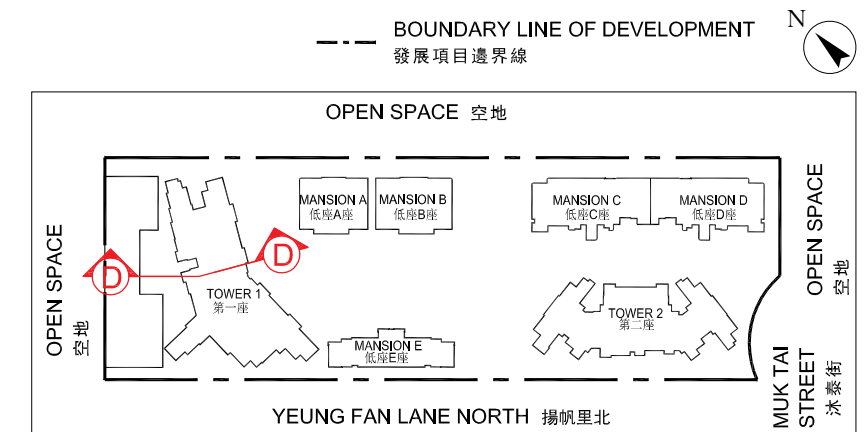 BOUNDARY LINE OF DEVELOPMENT
發展項目邊界線
N
OPEN SPACE 空地
OPEN SPACE
空地
MANSION A
低座A座
MANSION B
低座B座
MANSION C
低座C座
MANSION D
低座D座
OPEN SPACE
空地
D
D
TOWER 1
第一座
TOWER 2
第二座
MANSION E
低座E座
MUK TAI
STREET
沐泰街
YEUNG FAN LANE NORTH 揚帆里北